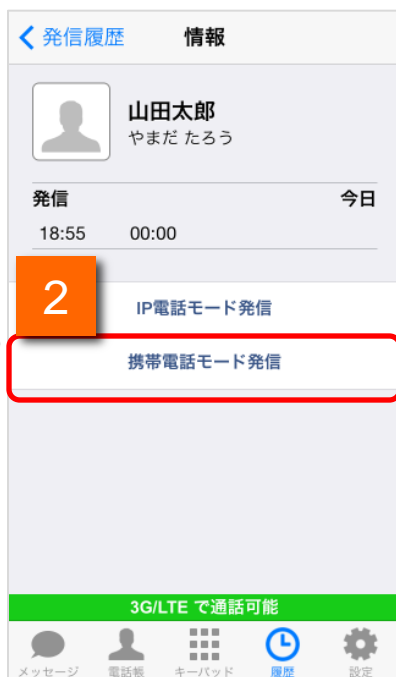 発信履歴 情報
山田太郎
やまだ たろう
発信 今日
18:55 00:00
2
IP電話モード発信
携帯電話モード発信
3G/LTE で通話可能
メッセージ 電話帳 キーパッド 履歴 設定